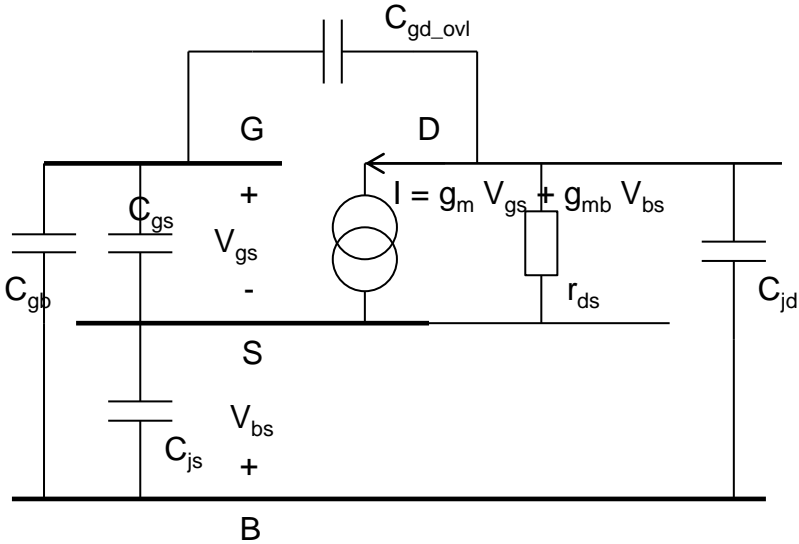 C_gd_ovl
G
D
I = g_m V_gs + g_mb V_bs
C_gs
+
V_gs
-
C_gb
r_ds
C_jd
S
V_bs
C_js
+
B